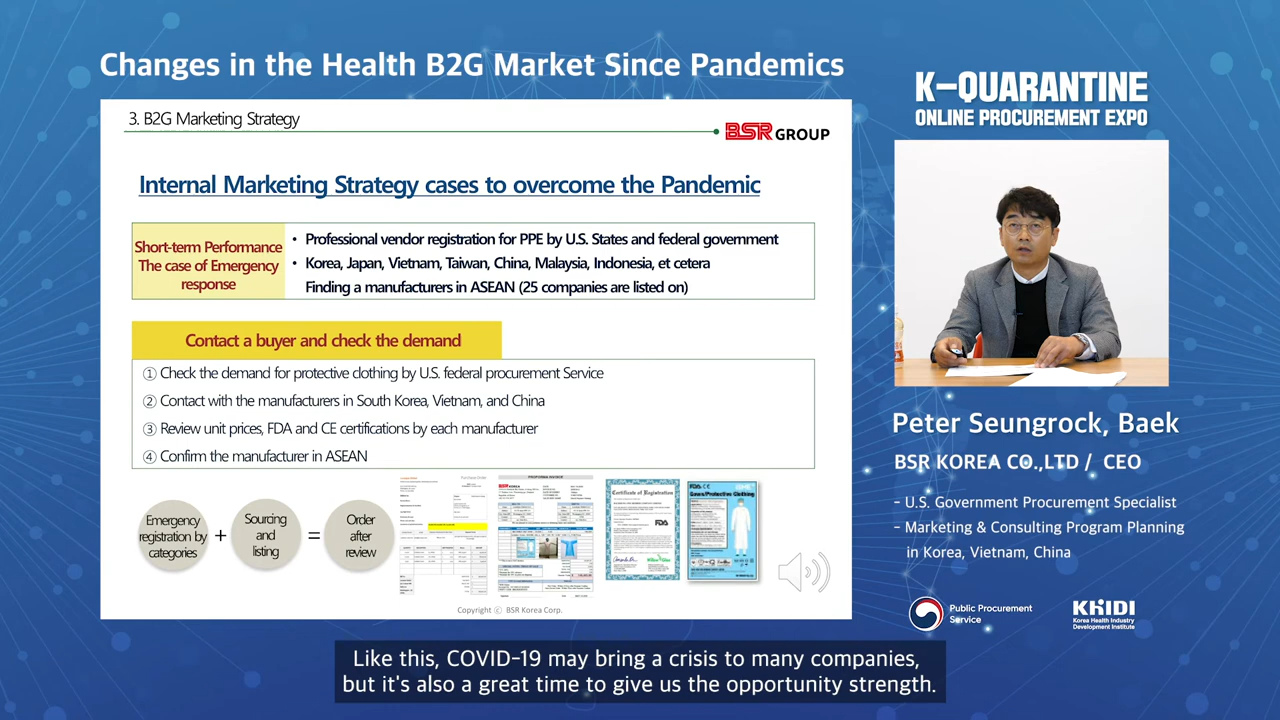 Changes in the Health B2G Market Since Pandemics
3. B2G Marketing Strategy
BSR GROUP
Internal Marketing Strategy cases to overcome the Pandemic
Short-term Performance
The case of Emergency
response
• Professional vendor registration for PPE by U.S. States and federal government
• Korea, Japan, Vietnam, Taiwan, China, Malaysia, Indonesia, et cetera
Finding a manufacturers in ASEAN (25 companies are listed on)
Contact a buyer and check the demand
① Check the demand for protective clothing by U.S. federal procurement Service
② Contact with the manufacturers in South Korea, Vietnam, and China
③ Review unit prices, FDA and CE certifications by each manufacturer
④ Confirm the manufacturer in ASEAN
Emergency
registration by
categories
+
Sourcing
and
listing
=
Order
after
review
PROFORMA INVOICE
Certificate of Registration
FDA
FDA CE
Gown/Protective Clothing
Copyright ⓒ BSR Korea Corp.
K-QUARANTINE
ONLINE PROCUREMENT EXPO
Peter Seungrock, Baek
BSR KOREA CO.,LTD / CEO
- U.S. Government Procurement Specialist
- Marketing & Consulting Program Planning
in Korea, Vietnam, China
Public Procurement
Service
KHIDI
Korea Health Industry
Development Institute
Like this, COVID-19 may bring a crisis to many companies,
but it's also a great time to give us the opportunity strength.